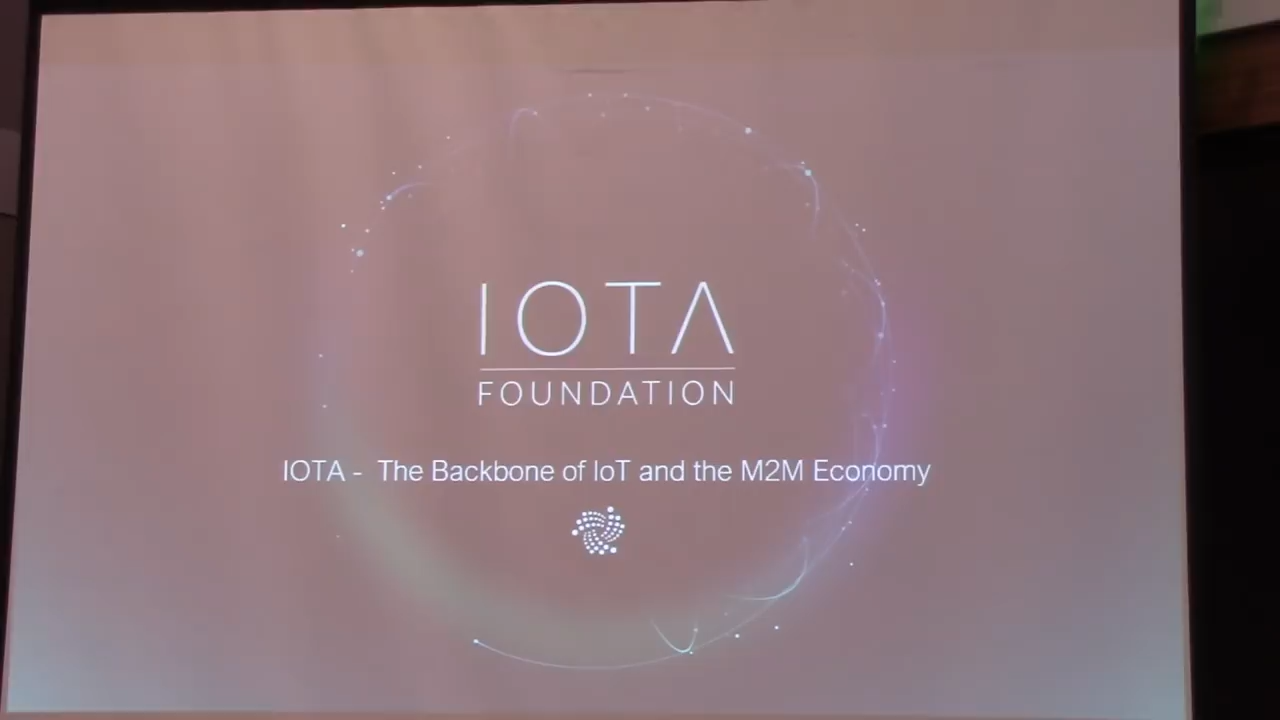 IOTA
FOUNDATION
IOTA - The Backbone of IoT and the M2M Economy